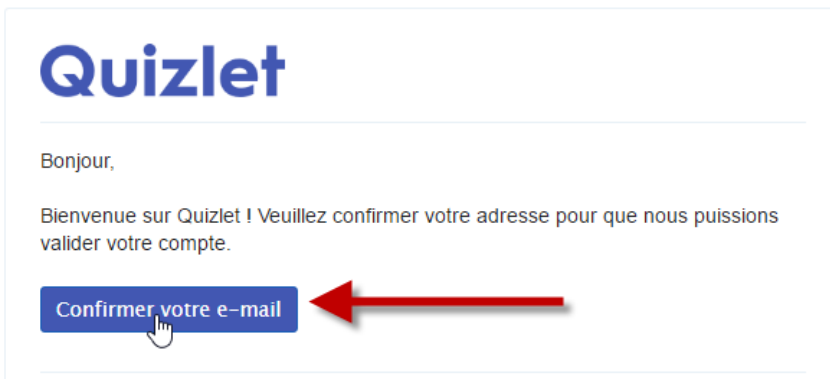 Quizlet
Bonjour,
Bienvenue sur Quizlet ! Veuillez confirmer votre adresse pour que nous puissions
valider votre compte.
Confirmer votre e-mail